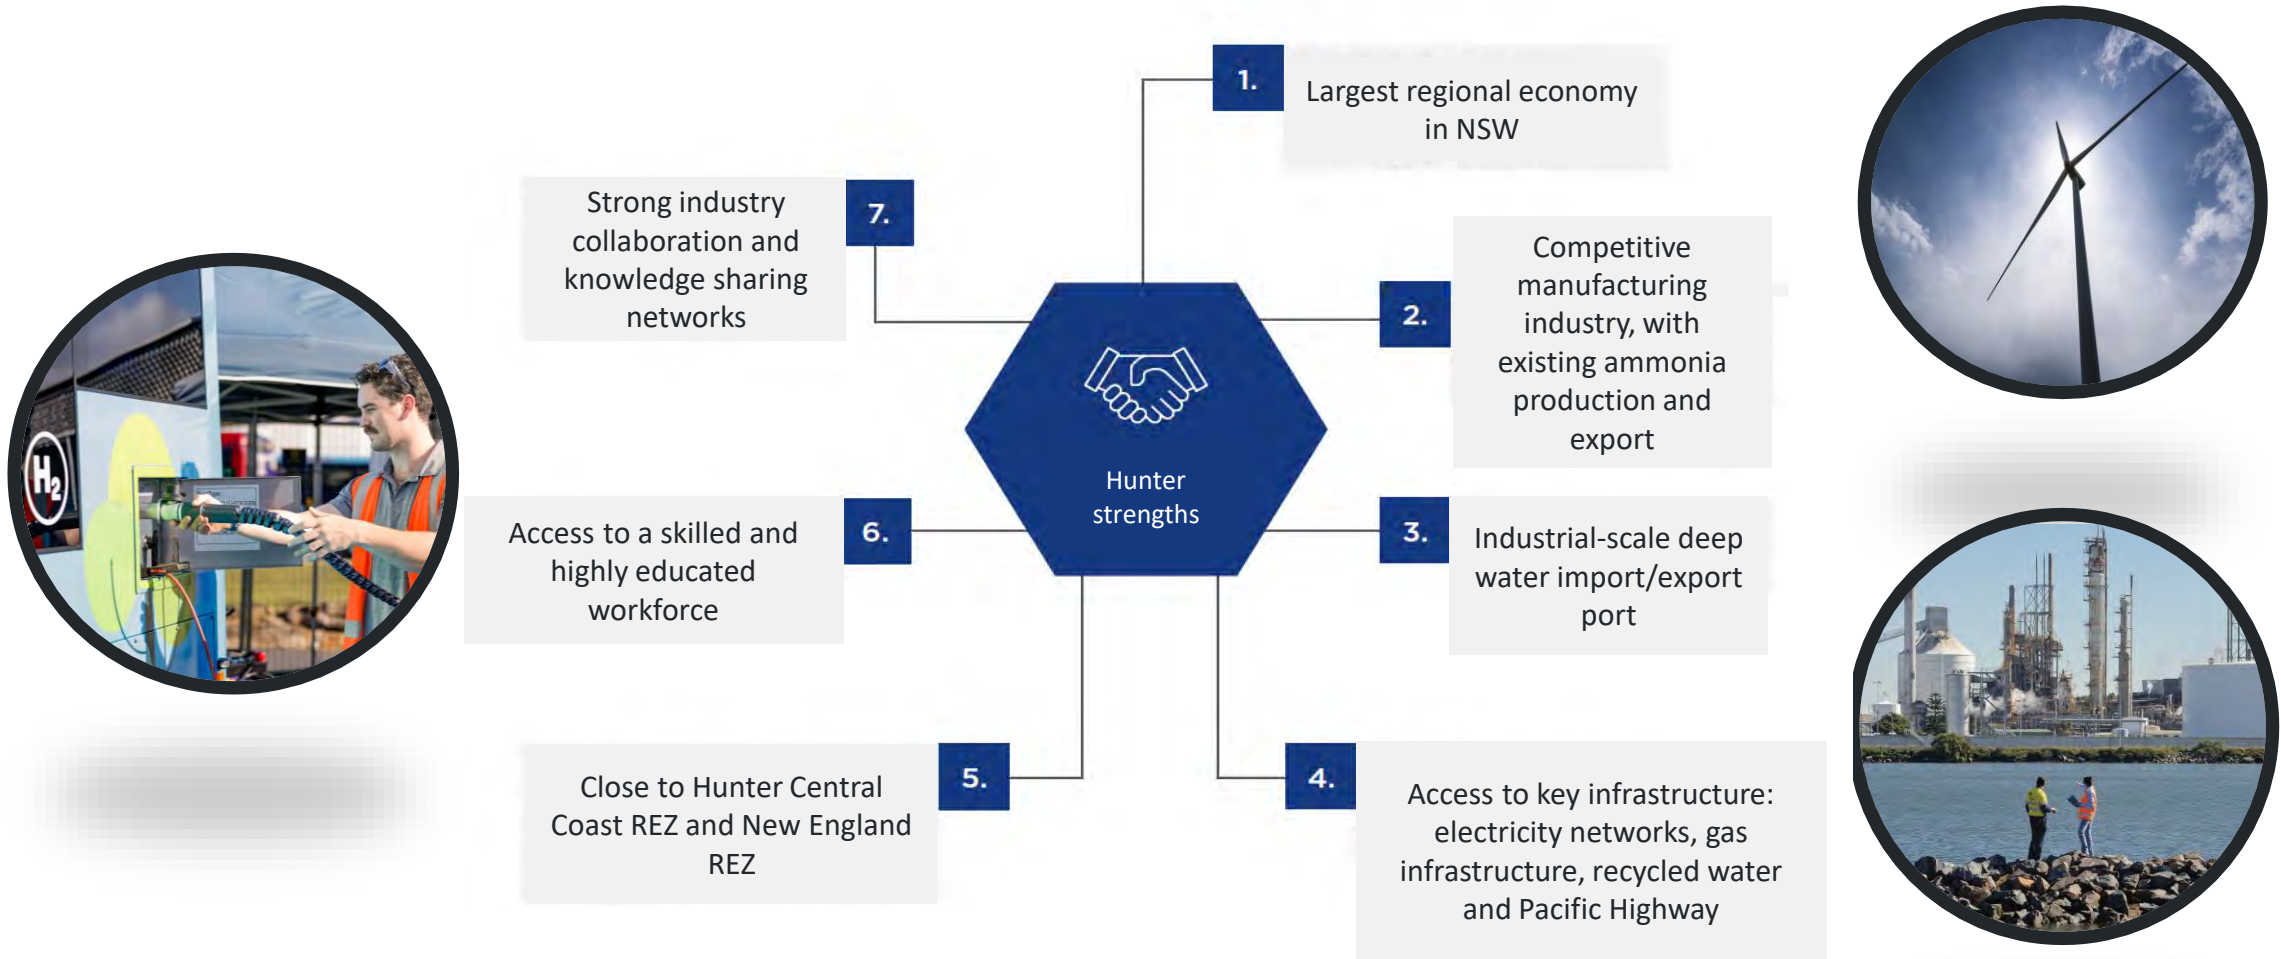 1.
Largest regional economy
in NSW
2.
Competitive
manufacturing
industry, with
existing ammonia
production and
export
3.
Industrial-scale deep
water import/export
port
4.
Access to key infrastructure:
electricity networks, gas
infrastructure, recycled water
and Pacific Highway
5.
Close to Hunter Central
Coast REZ and New England
REZ
6.
Access to a skilled and
highly educated
workforce
7.
Strong industry
collaboration and
knowledge sharing
networks
Hunter
strengths
H2